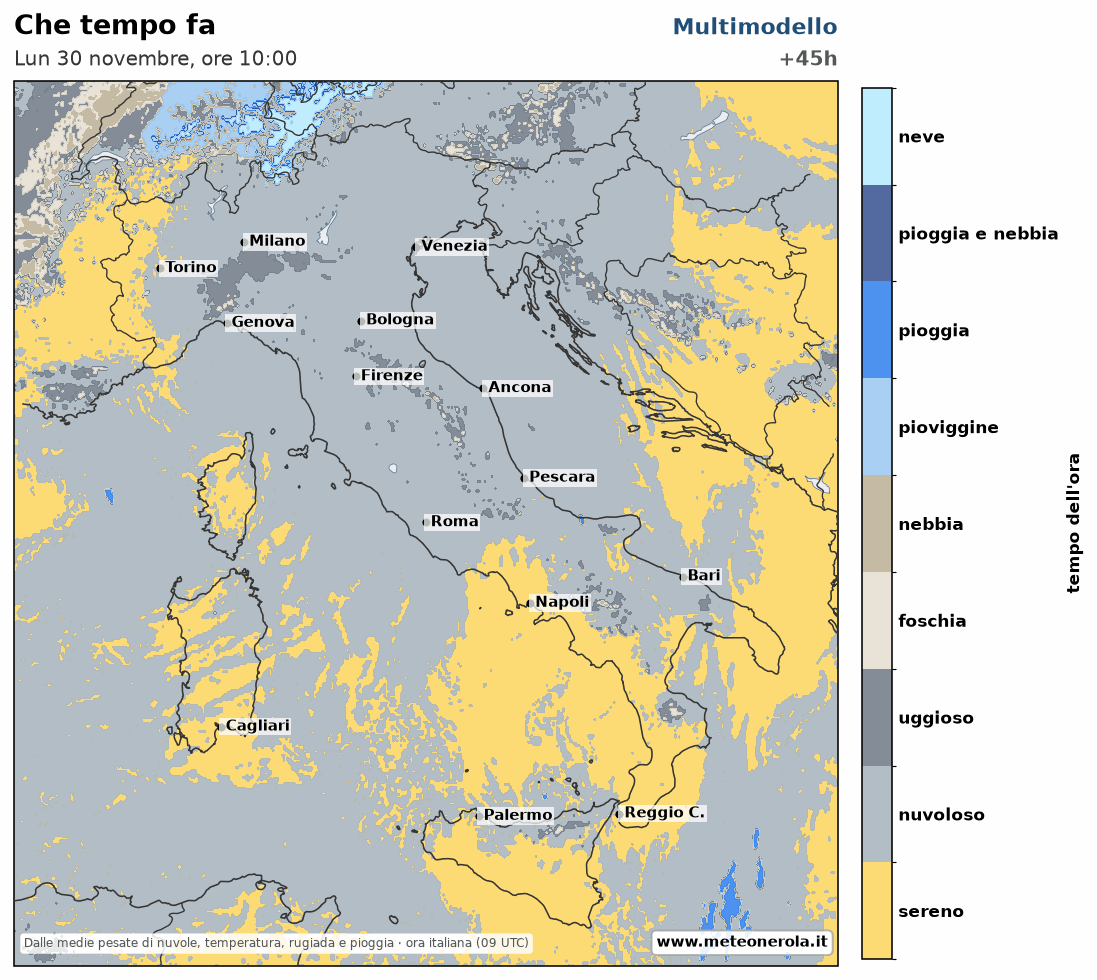 Che tempo fa
Multimodello
Lun 30 novembre, ore 10:00
+45h
neve
pioggia e nebbia
pioggia
pioviggine
nebbia
foschia
uggioso
nuvoloso
sereno
tempo dell'ora
Milano
Venezia
Torino
Genova
Bologna
Firenze
Ancona
Pescara
Roma
Bari
Napoli
Cagliari
Palermo
Reggio C.
Dalle medie pesate di nuvole, temperatura, rugiada e pioggia · ora italiana (09 UTC)
www.meteonerola.it